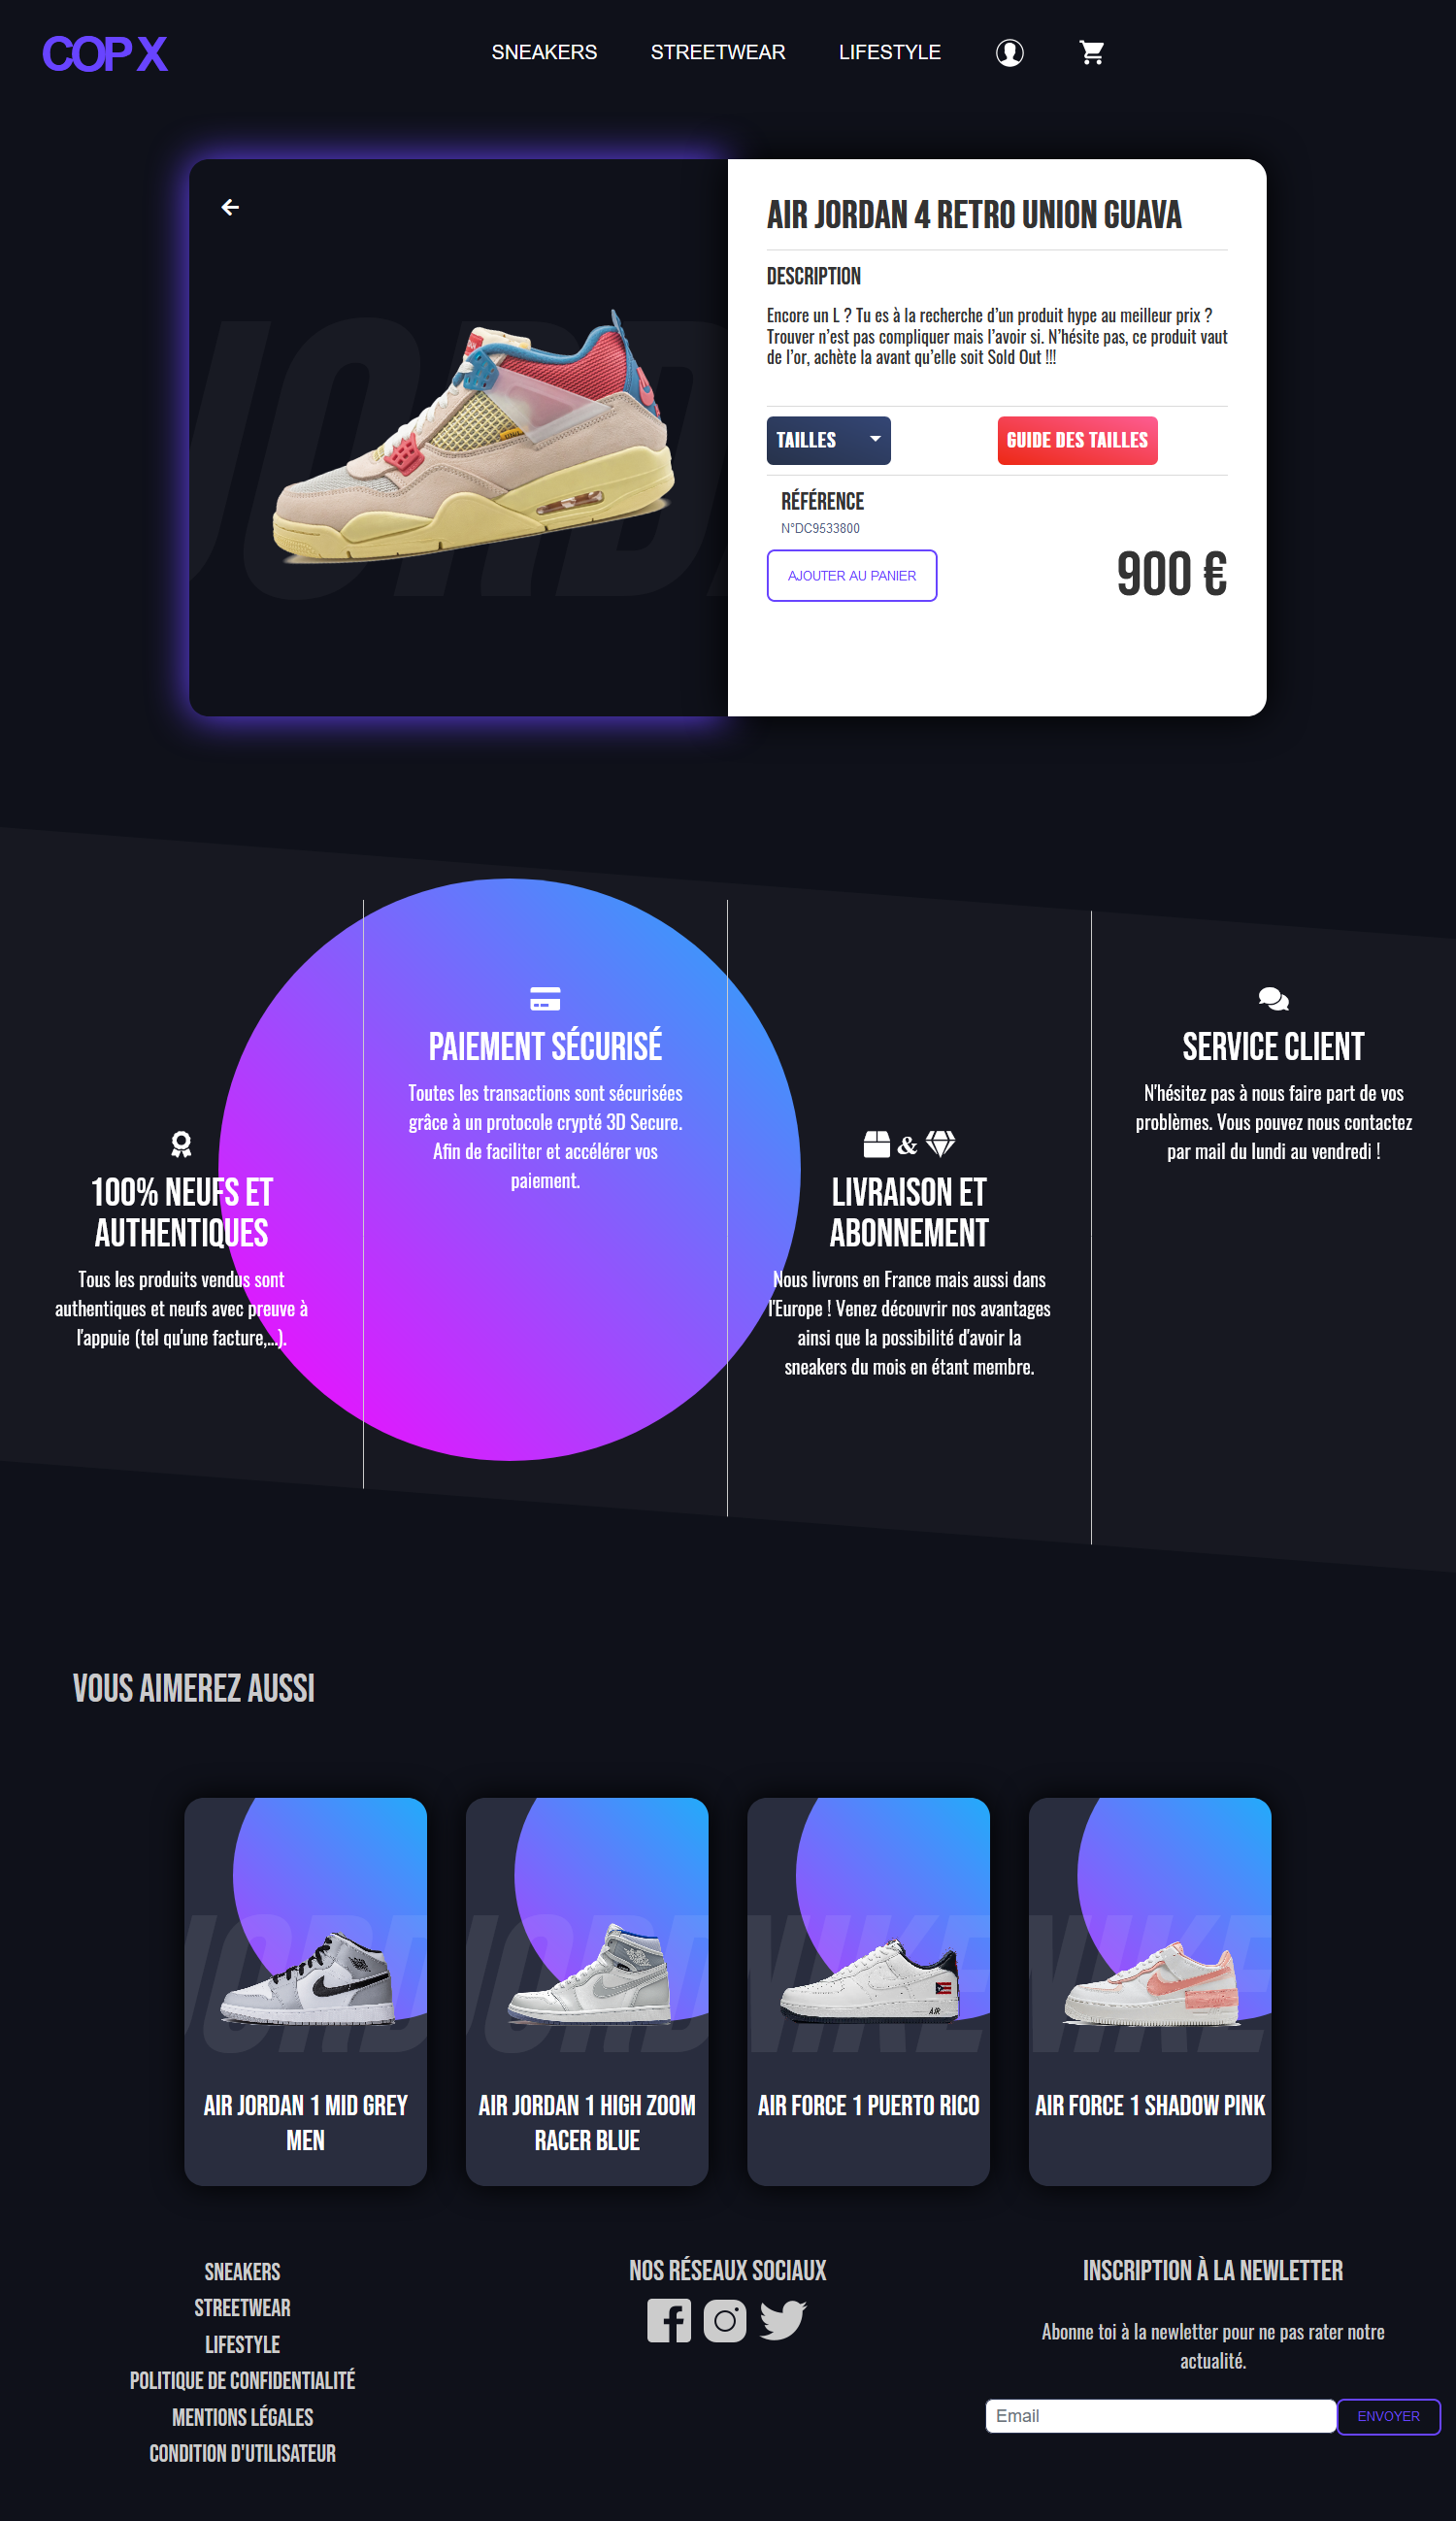 COP X
SNEAKERS
STREETWEAR
LIFESTYLE
JORDA
AIR JORDAN 4 RETRO UNION GUAVA
DESCRIPTION
Encore un L ? Tu es à la recherche d’un produit hype au meilleur prix ?
Trouver n’est pas compliquer mais l’avoir si. N’hésite pas, ce produit vaut
de l’or, achète la avant qu’elle soit Sold Out !!!
TAILLES
GUIDE DES TAILLES
RÉFÉRENCE
N°DC9533800
AJOUTER AU PANIER
900 €
100% NEUFS ET
AUTHENTIQUES
Tous les produits vendus sont
authentiques et neufs avec preuve à
l'appuie (tel qu'une facture,...).
PAIEMENT SÉCURISÉ
Toutes les transactions sont sécurisées
grâce à un protocole crypté 3D Secure.
Afin de faciliter et accélérer vos
paiement.
&
LIVRAISON ET
ABONNEMENT
Nous livrons en France mais aussi dans
l'Europe ! Venez découvrir nos avantages
ainsi que la possibilité d'avoir la
sneakers du mois en étant membre.
SERVICE CLIENT
N'hésitez pas à nous faire part de vos
problèmes. Vous pouvez nous contactez
par mail du lundi au vendredi !
VOUS AIMEREZ AUSSI
JORD
AIR JORDAN 1 MID GREY
MEN
JORD
AIR JORDAN 1 HIGH ZOOM
RACER BLUE
NIKE
AIR
AIR FORCE 1 PUERTO RICO
NIKE
AIR FORCE 1 SHADOW PINK
SNEAKERS
STREETWEAR
LIFESTYLE
POLITIQUE DE CONFIDENTIALITÉ
MENTIONS LÉGALES
CONDITION D'UTILISATEUR
NOS RÉSEAUX SOCIAUX
INSCRIPTION À LA NEWLETTER
Abonne toi à la newletter pour ne pas rater notre
actualité.
Email
ENVOYER